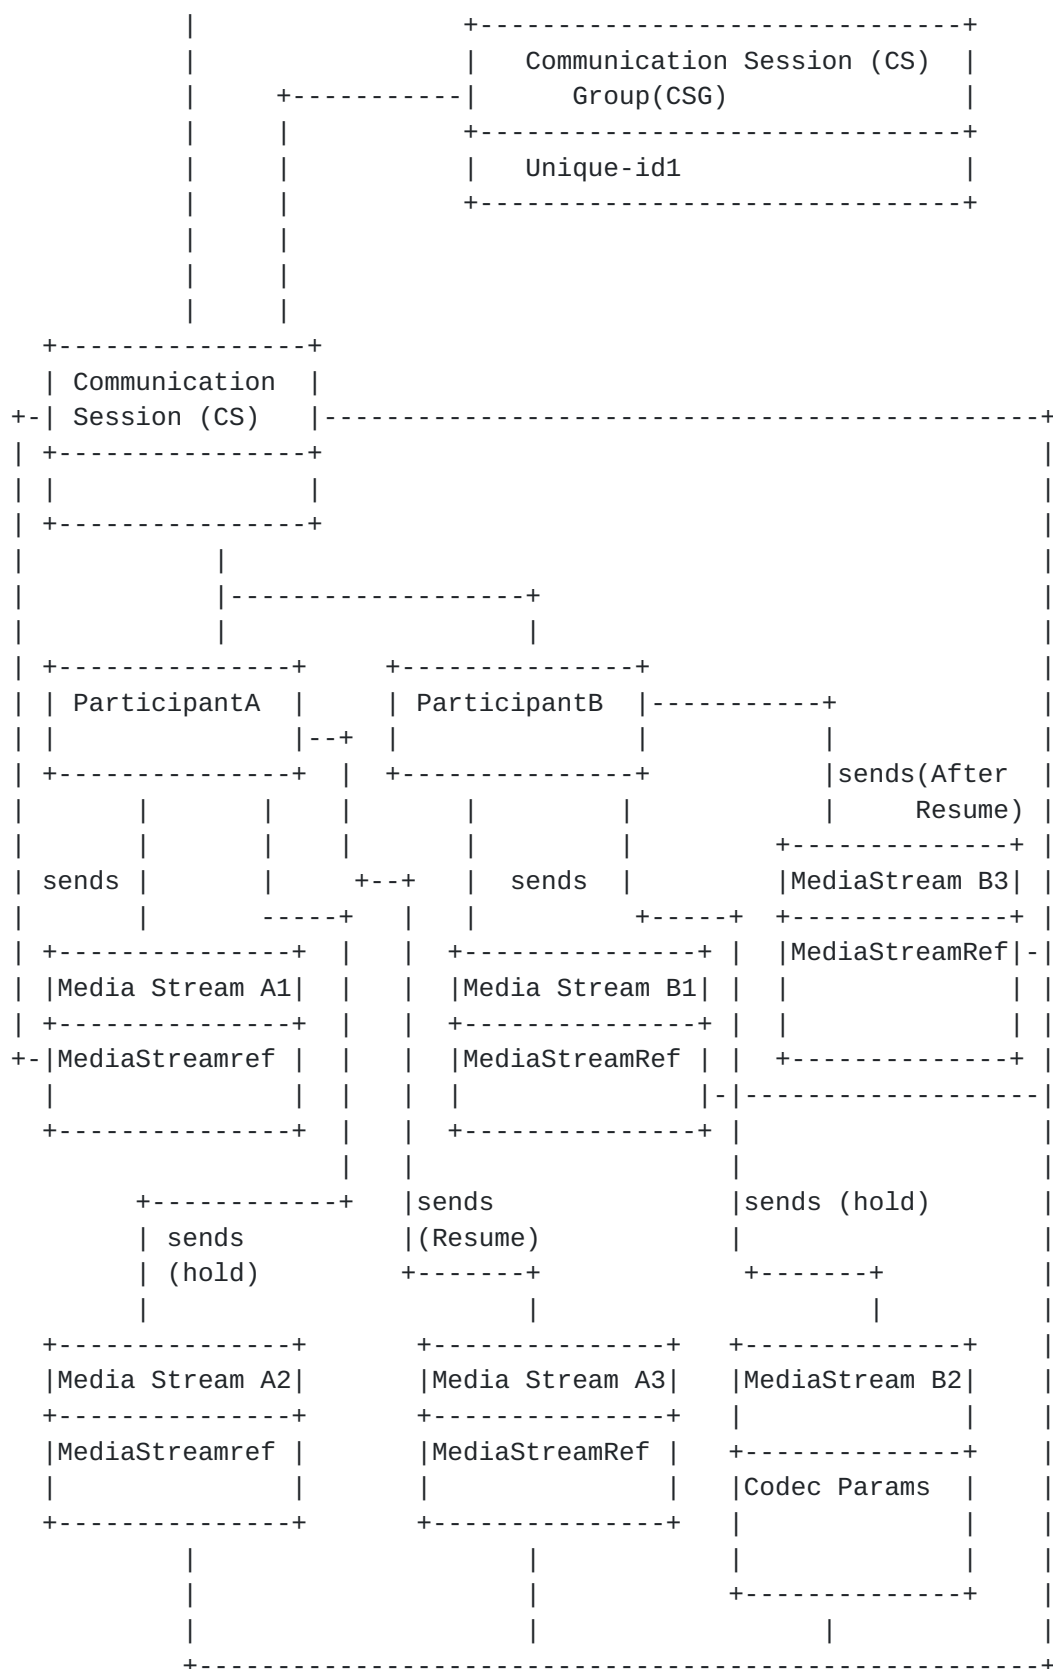 Communication Session (CS)
Group(CSG)
Unique-id1
Communication
Session (CS)
ParticipantA
ParticipantB
sends(After
Resume)
sends
sends
MediaStream B3
MediaStreamRef
Media Stream A1
Media Stream B1
MediaStreamref
MediaStreamRef
sends
(hold)
sends
(Resume)
sends (hold)
Media Stream A2
Media Stream A3
MediaStream B2
MediaStreamref
MediaStreamRef
Codec Params